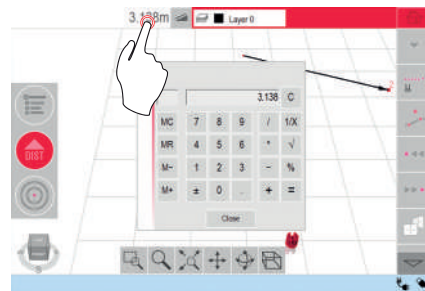 3.138m Layer 0
3.138 C
MC 7 8 9 / 1/X
MR 4 5 6 * √
DIST
M- 1 2 3 - %
M+ ± 0 . + =
Close